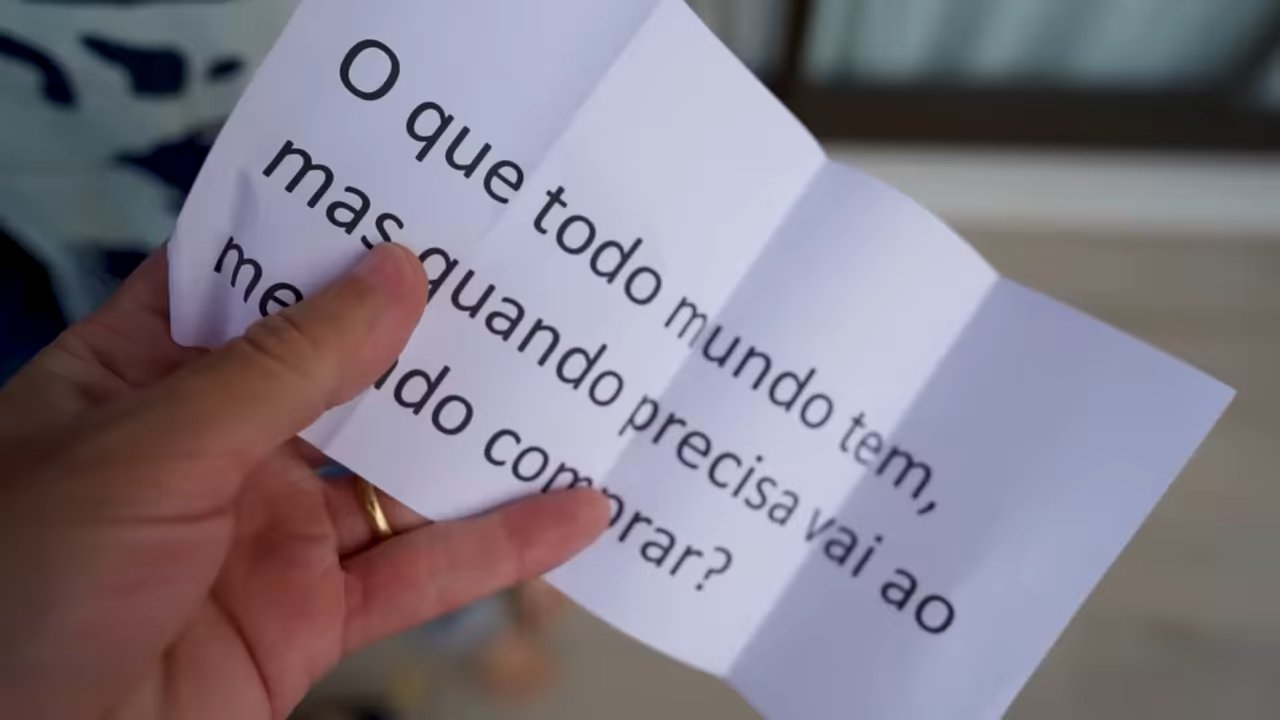 O que todo mundo tem,
mas quando precisa vai ao
comprar?